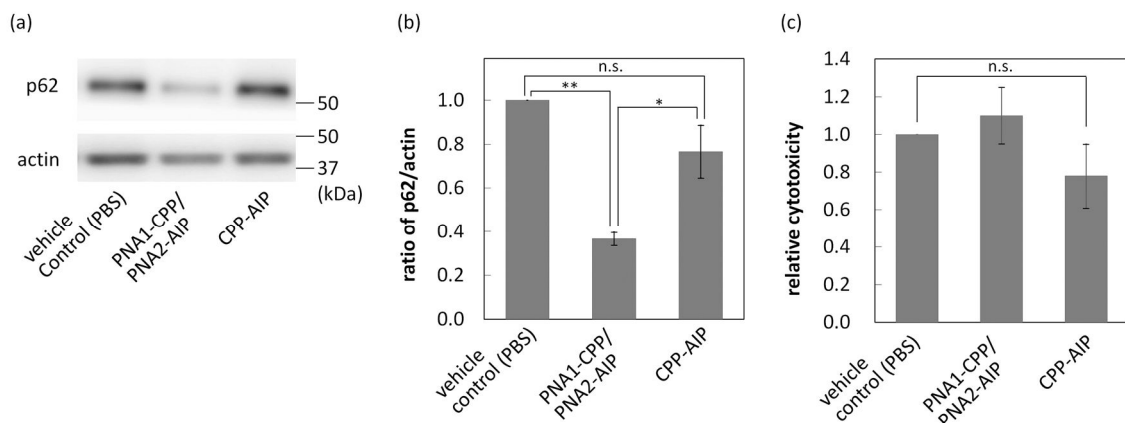 (a)
p62
50
50
actin
37
(kDa)
vehicle
Control (PBS)
PNA1-CPP/
PNA2-AIP
CPP-AIP
(b)
n.s.
**
*
1.0
0.8
0.6
0.4
0.2
0.0
ratio of p62/actin
vehicle
control (PBS)
PNA1-CPP/
PNA2-AIP
CPP-AIP
(c)
1.4
n.s.
1.2
1.0
0.8
0.6
0.4
0.2
0.0
relative cytotoxicity
vehicle
control (PBS)
PNA1-CPP/
PNA2-AIP
CPP-AIP